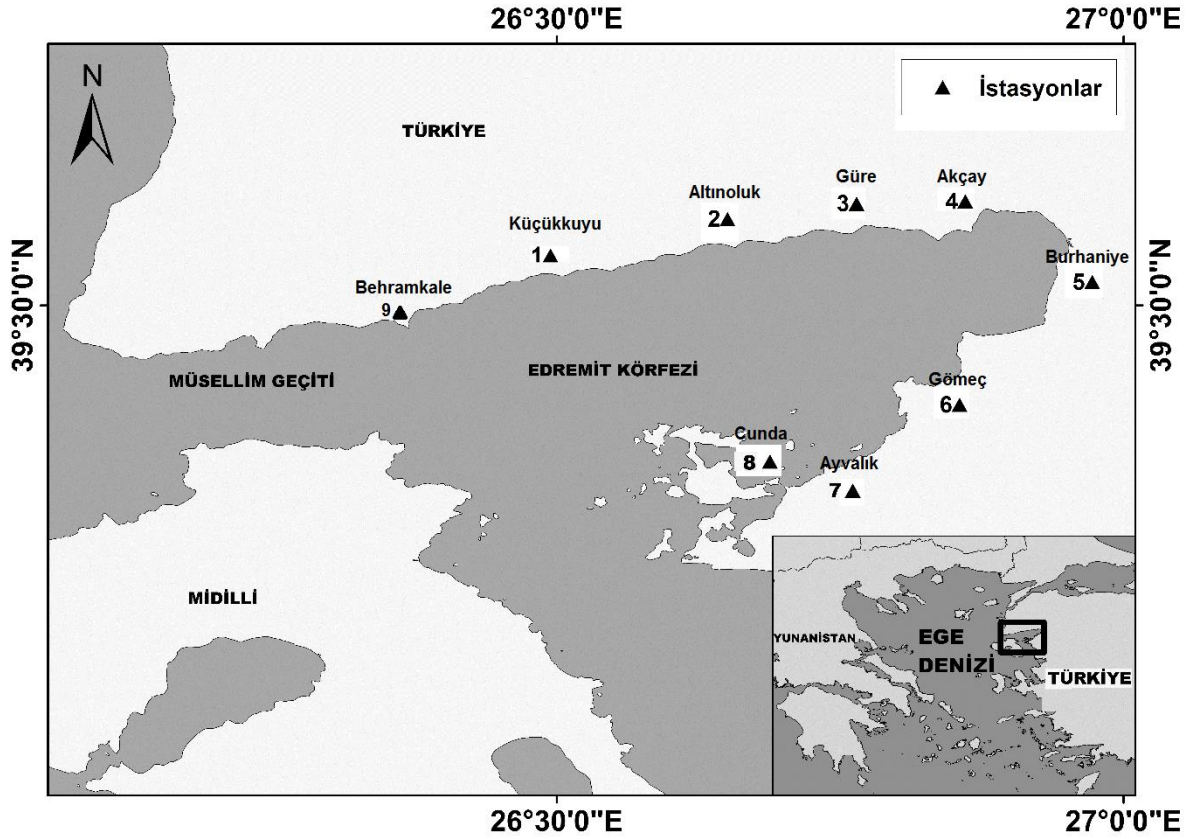 26°30'0"E
27°0'0"E
N
İstasyonlar
TÜRKİYE
Güre
3
Akçay
4
Altınoluk
2
Küçükkuyu
1
Burhaniye
5
Behramkale
9
39°30'0"N
39°30'0"N
EDREMİT KÖRFEZİ
MÜSELLİM GEÇİTİ
Gömeç
6
Cunda
8
Ayvalık
7
MİDİLLİ
YUNANİSTAN
EGE
DENİZİ
TÜRKİYE
26°30'0"E
27°0'0"E